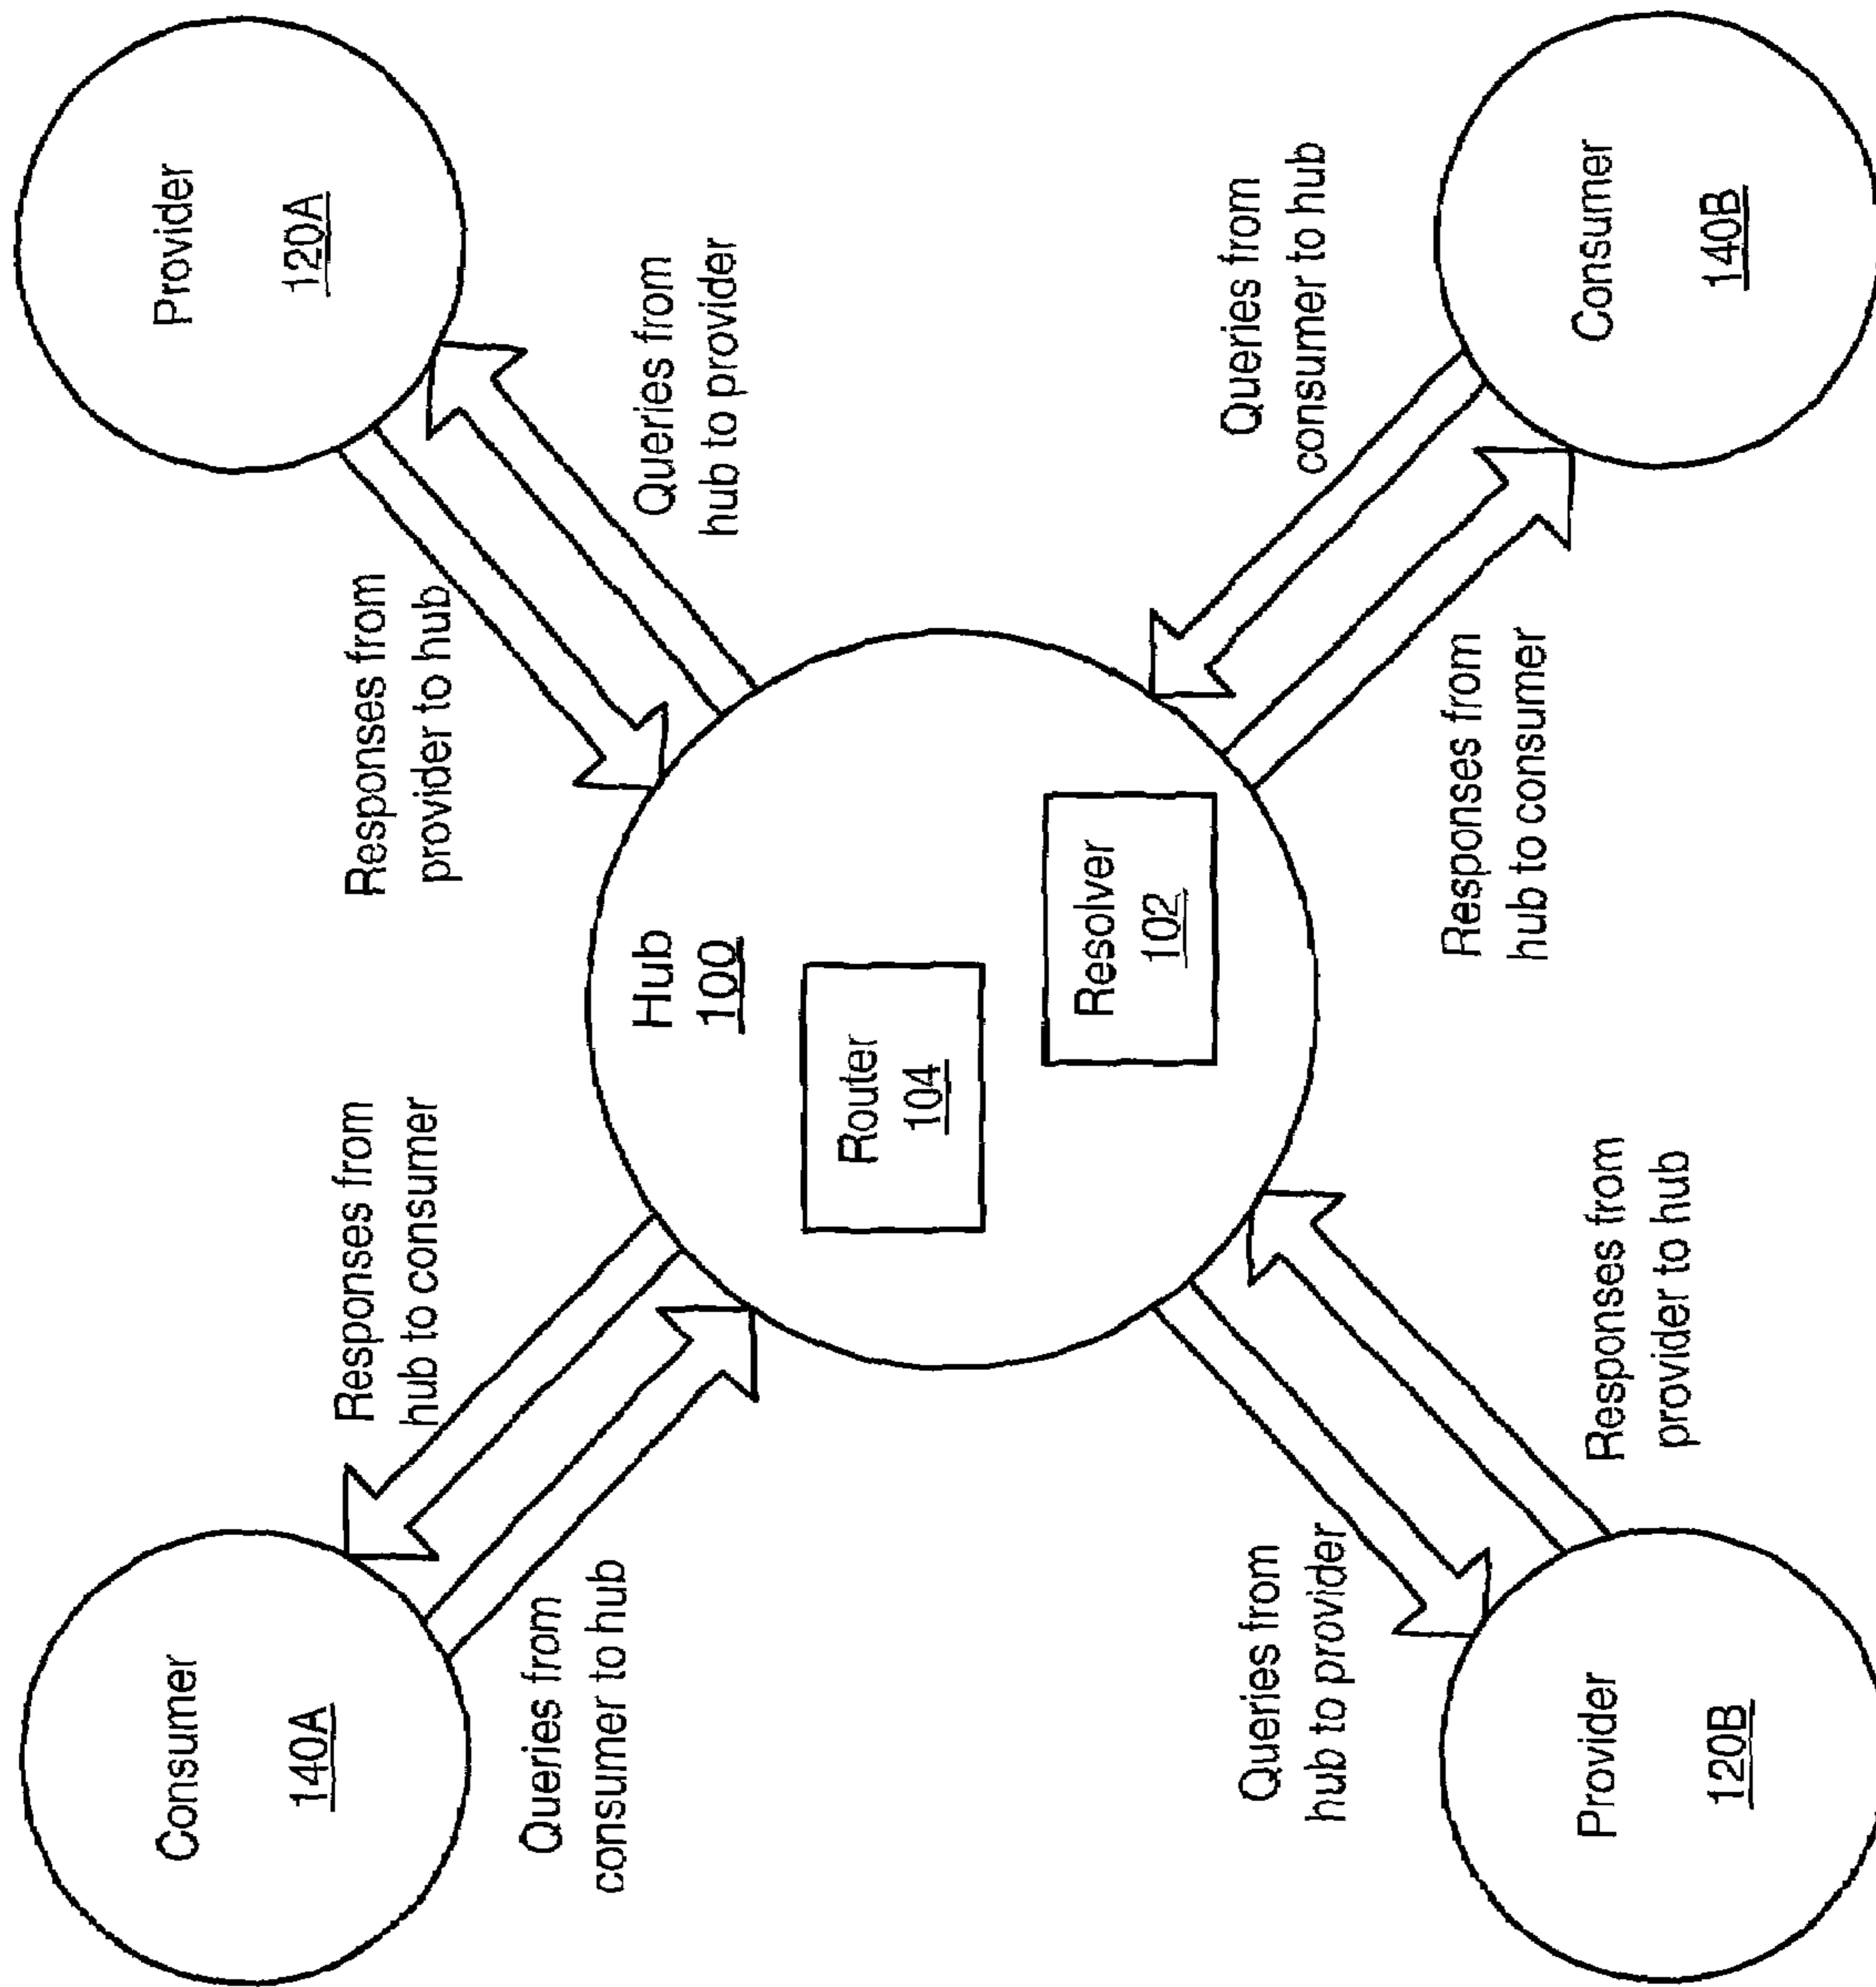 Consumer
140A
Responses from
hub to consumer
Queries from
consumer to hub
Responses from
provider to hub
Provider
120A
Queries from
hub to provider
Hub
100
Router
104
Resolver
102
Queries from
hub to provider
Provider
120B
Responses from
provider to hub
Queries from
consumer to hub
Responses from
hub to consumer
Consumer
140B